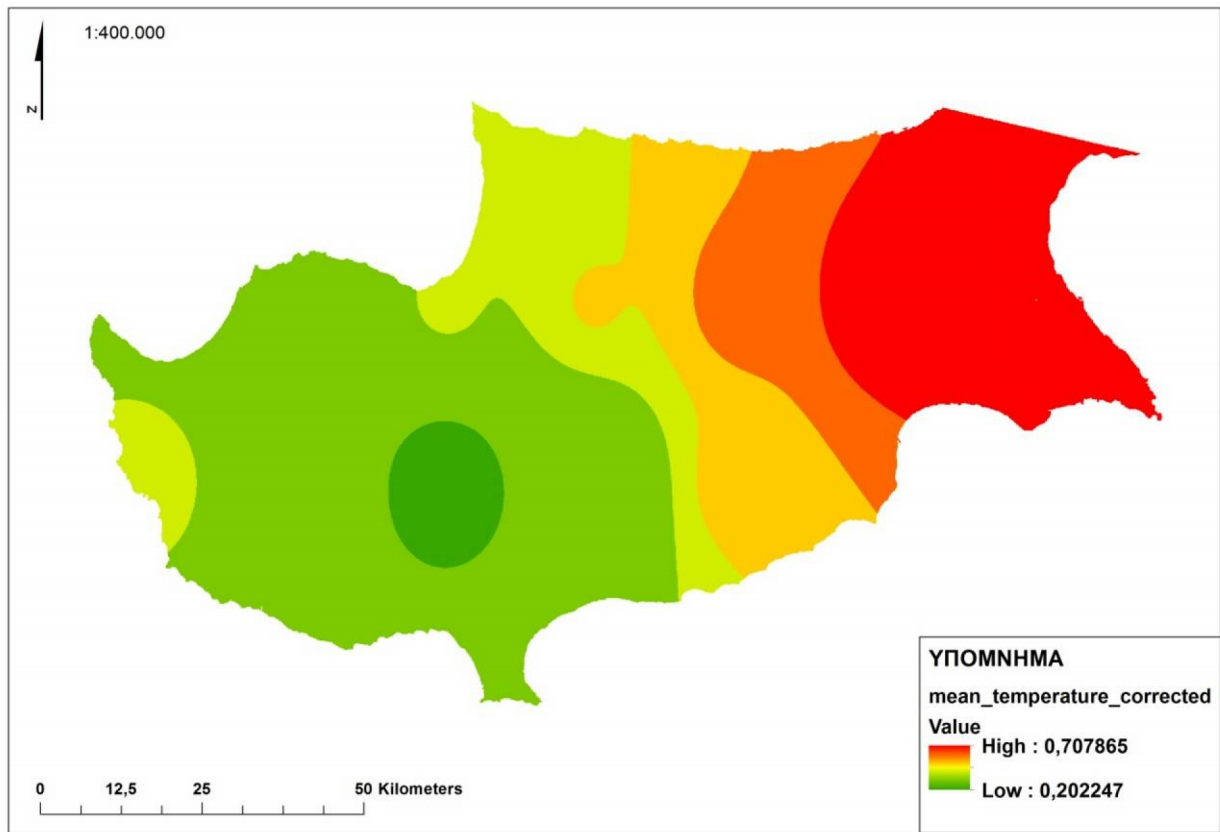 1:400.000
z
ΥΠΟΜΝΗΜΑ
mean_temperature_corrected
Value
High : 0,707865
Low : 0,202247
0 12,5 25 50 Kilometers